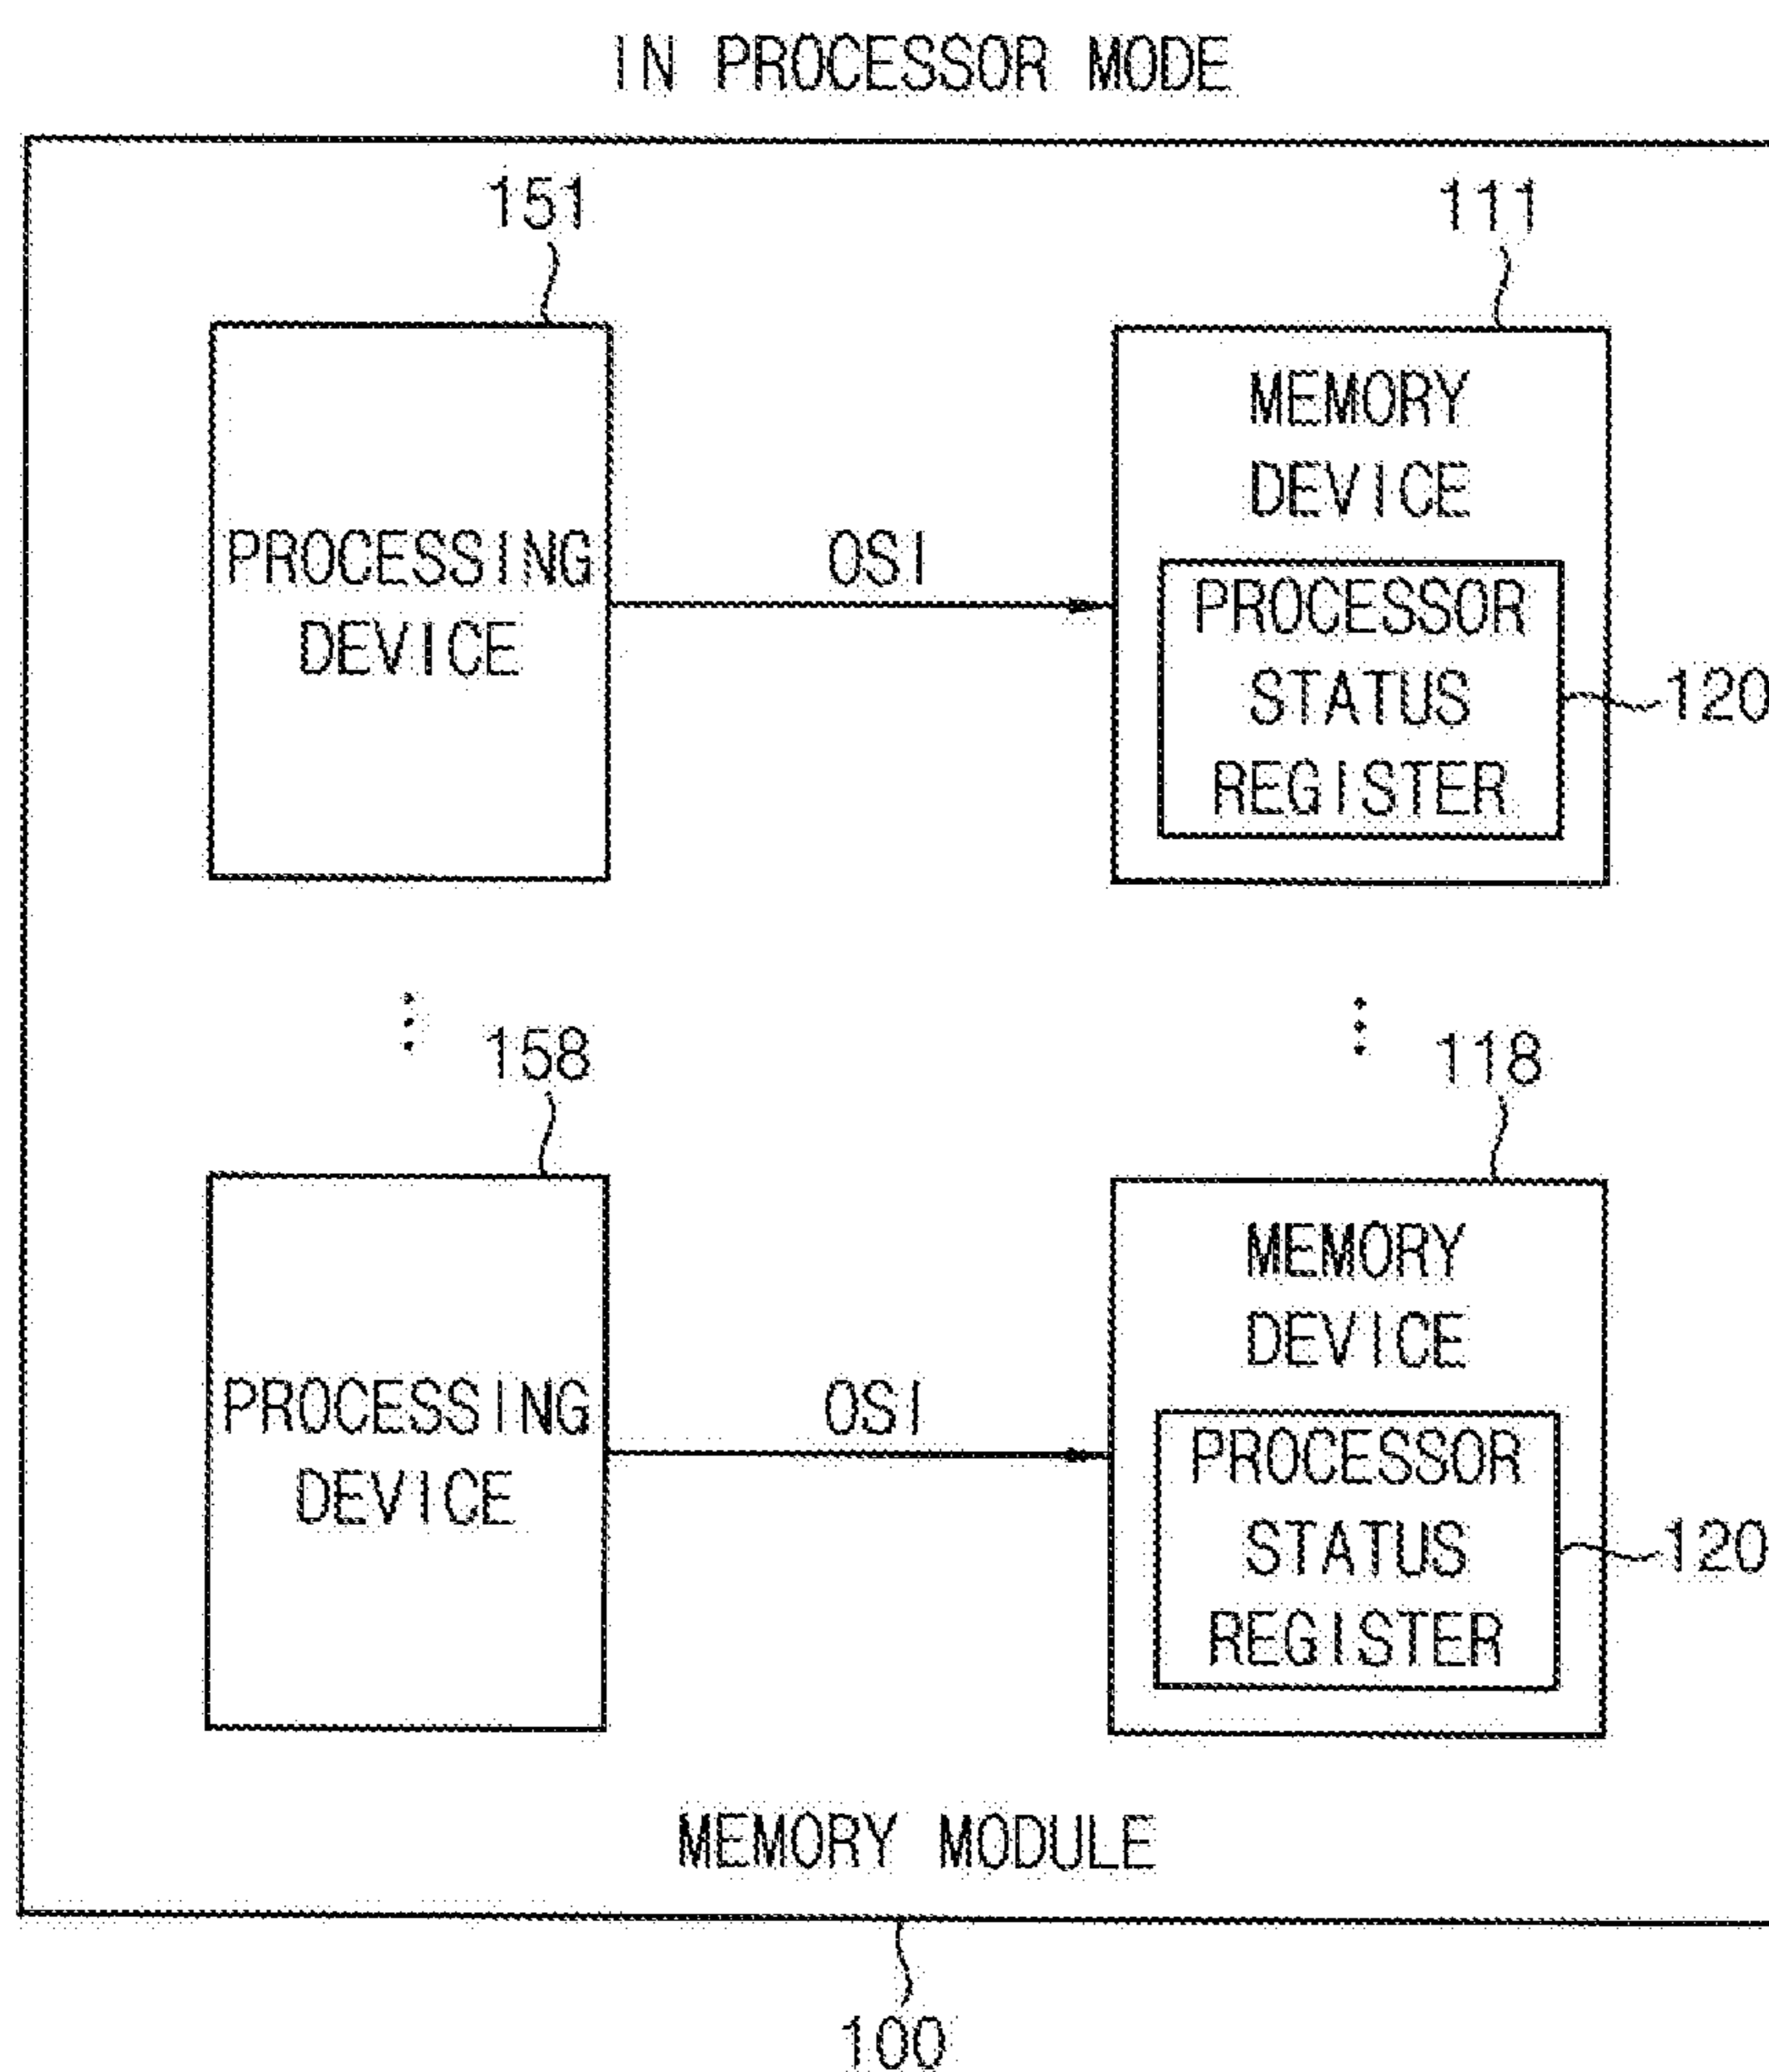 IN PROCESSOR MODE
151
111
PROCESSING
DEVICE
OSI
MEMORY
DEVICE
PROCESSOR
STATUS
REGISTER
120
158
118
PROCESSING
DEVICE
OSI
MEMORY
DEVICE
PROCESSOR
STATUS
REGISTER
120
MEMORY MODULE
100